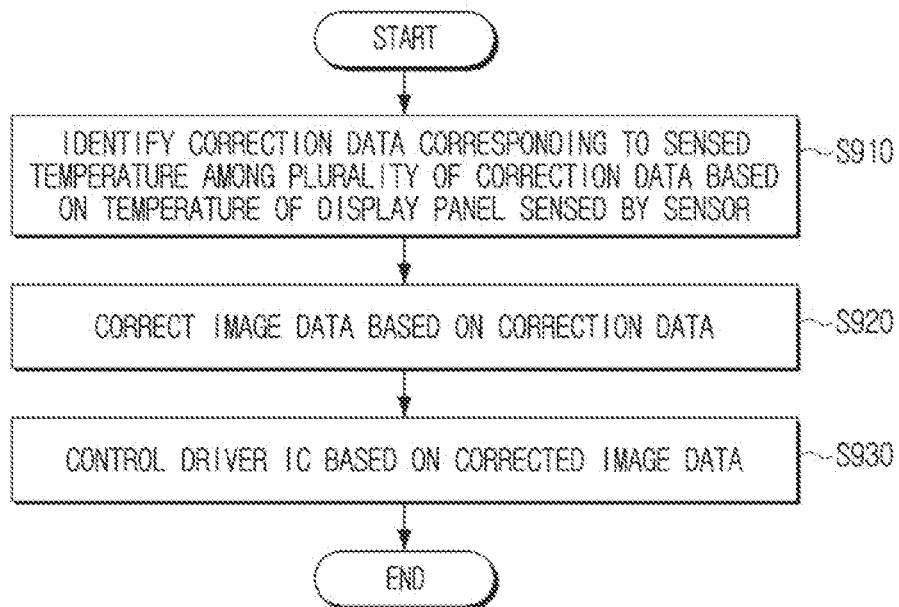 START
IDENTIFY CORRECTION DATA CORRESPONDING TO SENSED
TEMPERATURE AMONG PLURALITY OF CORRECTION DATA BASED
ON TEMPERATURE OF DISPLAY PANEL SENSED BY SENSOR
S910
CORRECT IMAGE DATA BASED ON CORRECTION DATA
S920
CONTROL DRIVER IC BASED ON CORRECTED IMAGE DATA
S930
END